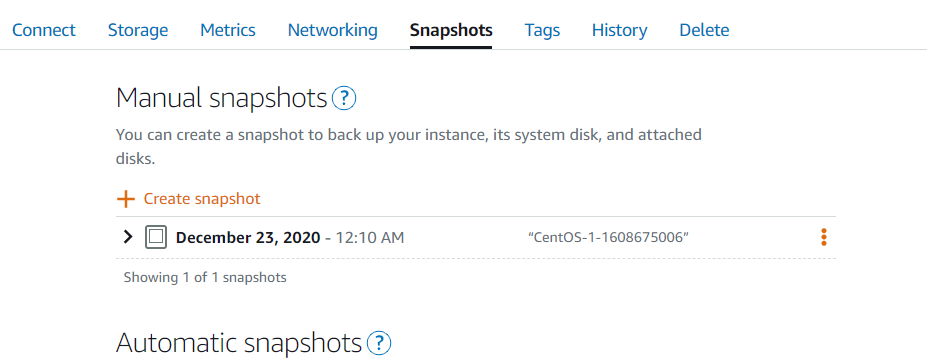 Connect Storage Metrics Networking Snapshots Tags History Delete
Manual snapshots ?
You can create a snapshot to back up your instance, its system disk, and attached
disks.
+ Create snapshot
December 23, 2020 - 12:10 AM “CentOS-1-1608675006”
Showing 1 of 1 snapshots
Automatic snapshots ?